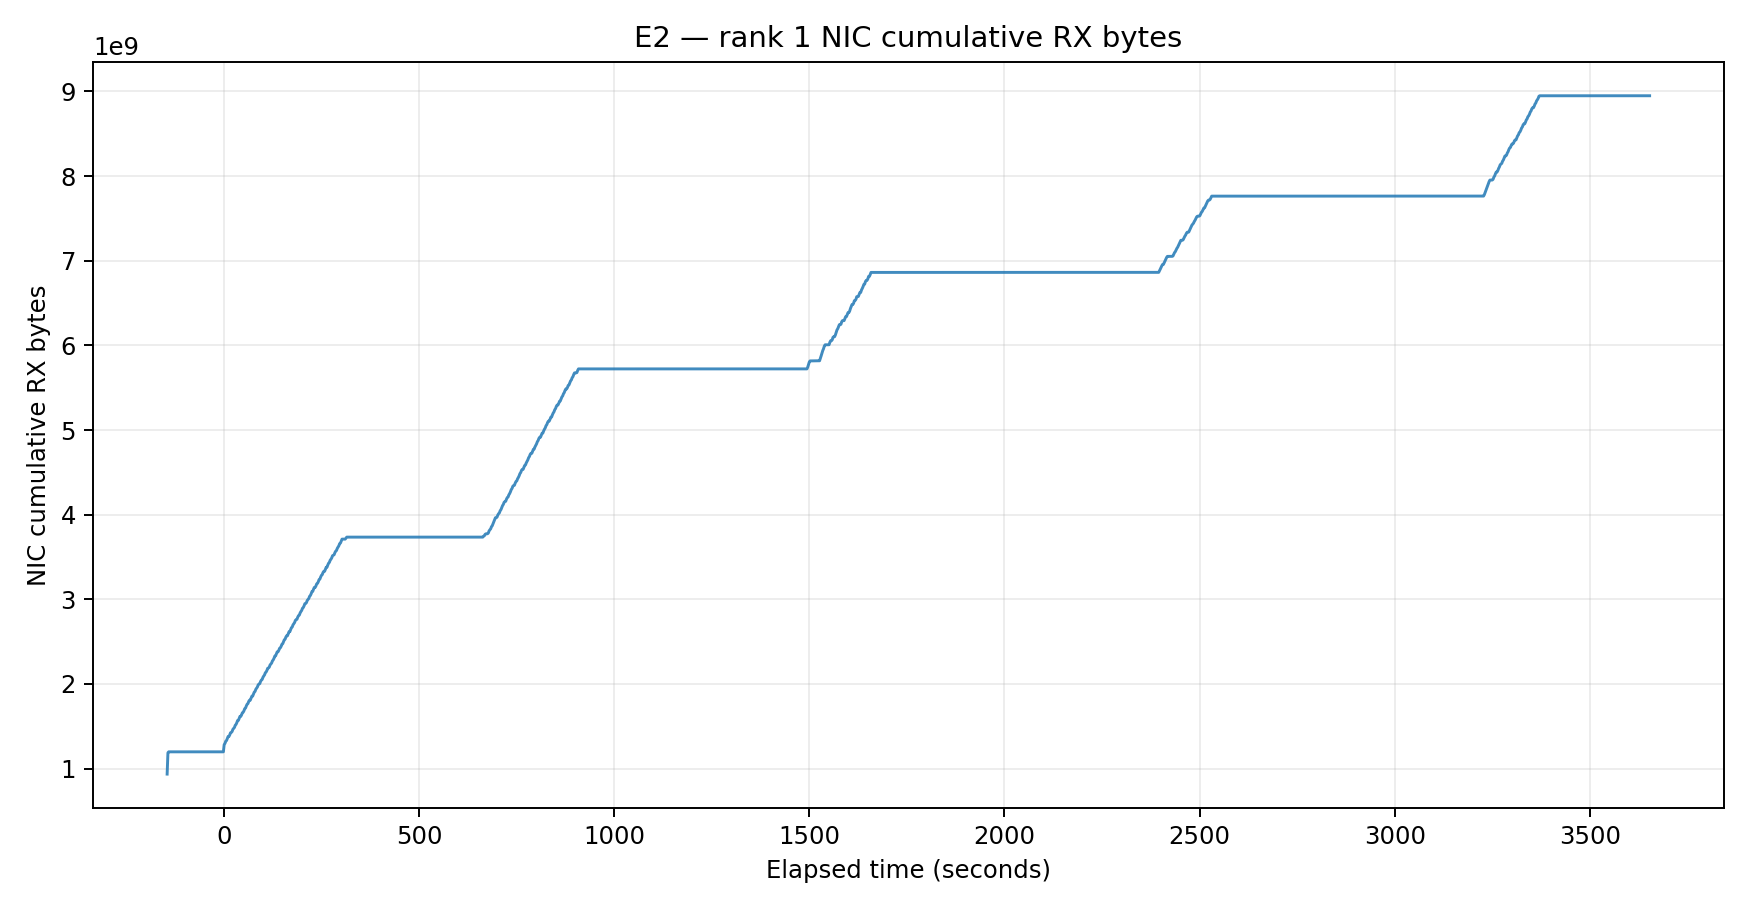 E2 — rank 1 NIC cumulative RX bytes
1e9
9
8
7
6
5
4
3
2
1
NIC cumulative RX bytes
0 500 1000 1500 2000 2500 3000 3500
Elapsed time (seconds)